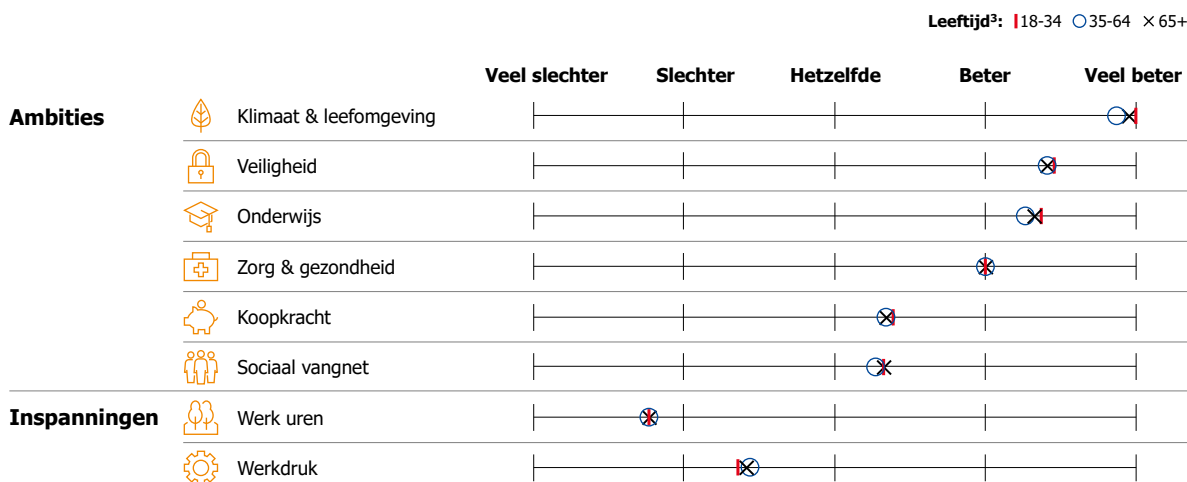 Leeftijd³: 18-34 35-64 65+
Veel slechter Slechter Hetzelfde Beter Veel beter
Ambities Klimaat & leefomgeving
Veiligheid
Onderwijs
Zorg & gezondheid
Koopkracht
Sociaal vangnet
Inspanningen Werk uren
Werkdruk